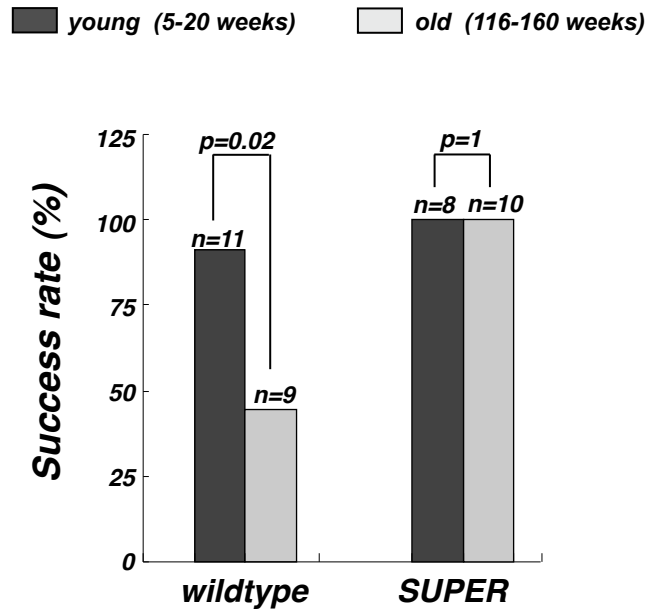 young (5-20 weeks)
old (116-160 weeks)
Success rate (%)
125
100
75
50
25
0
p=0.02
n=11
n=9
p=1
n=8
n=10
wildtype
SUPER